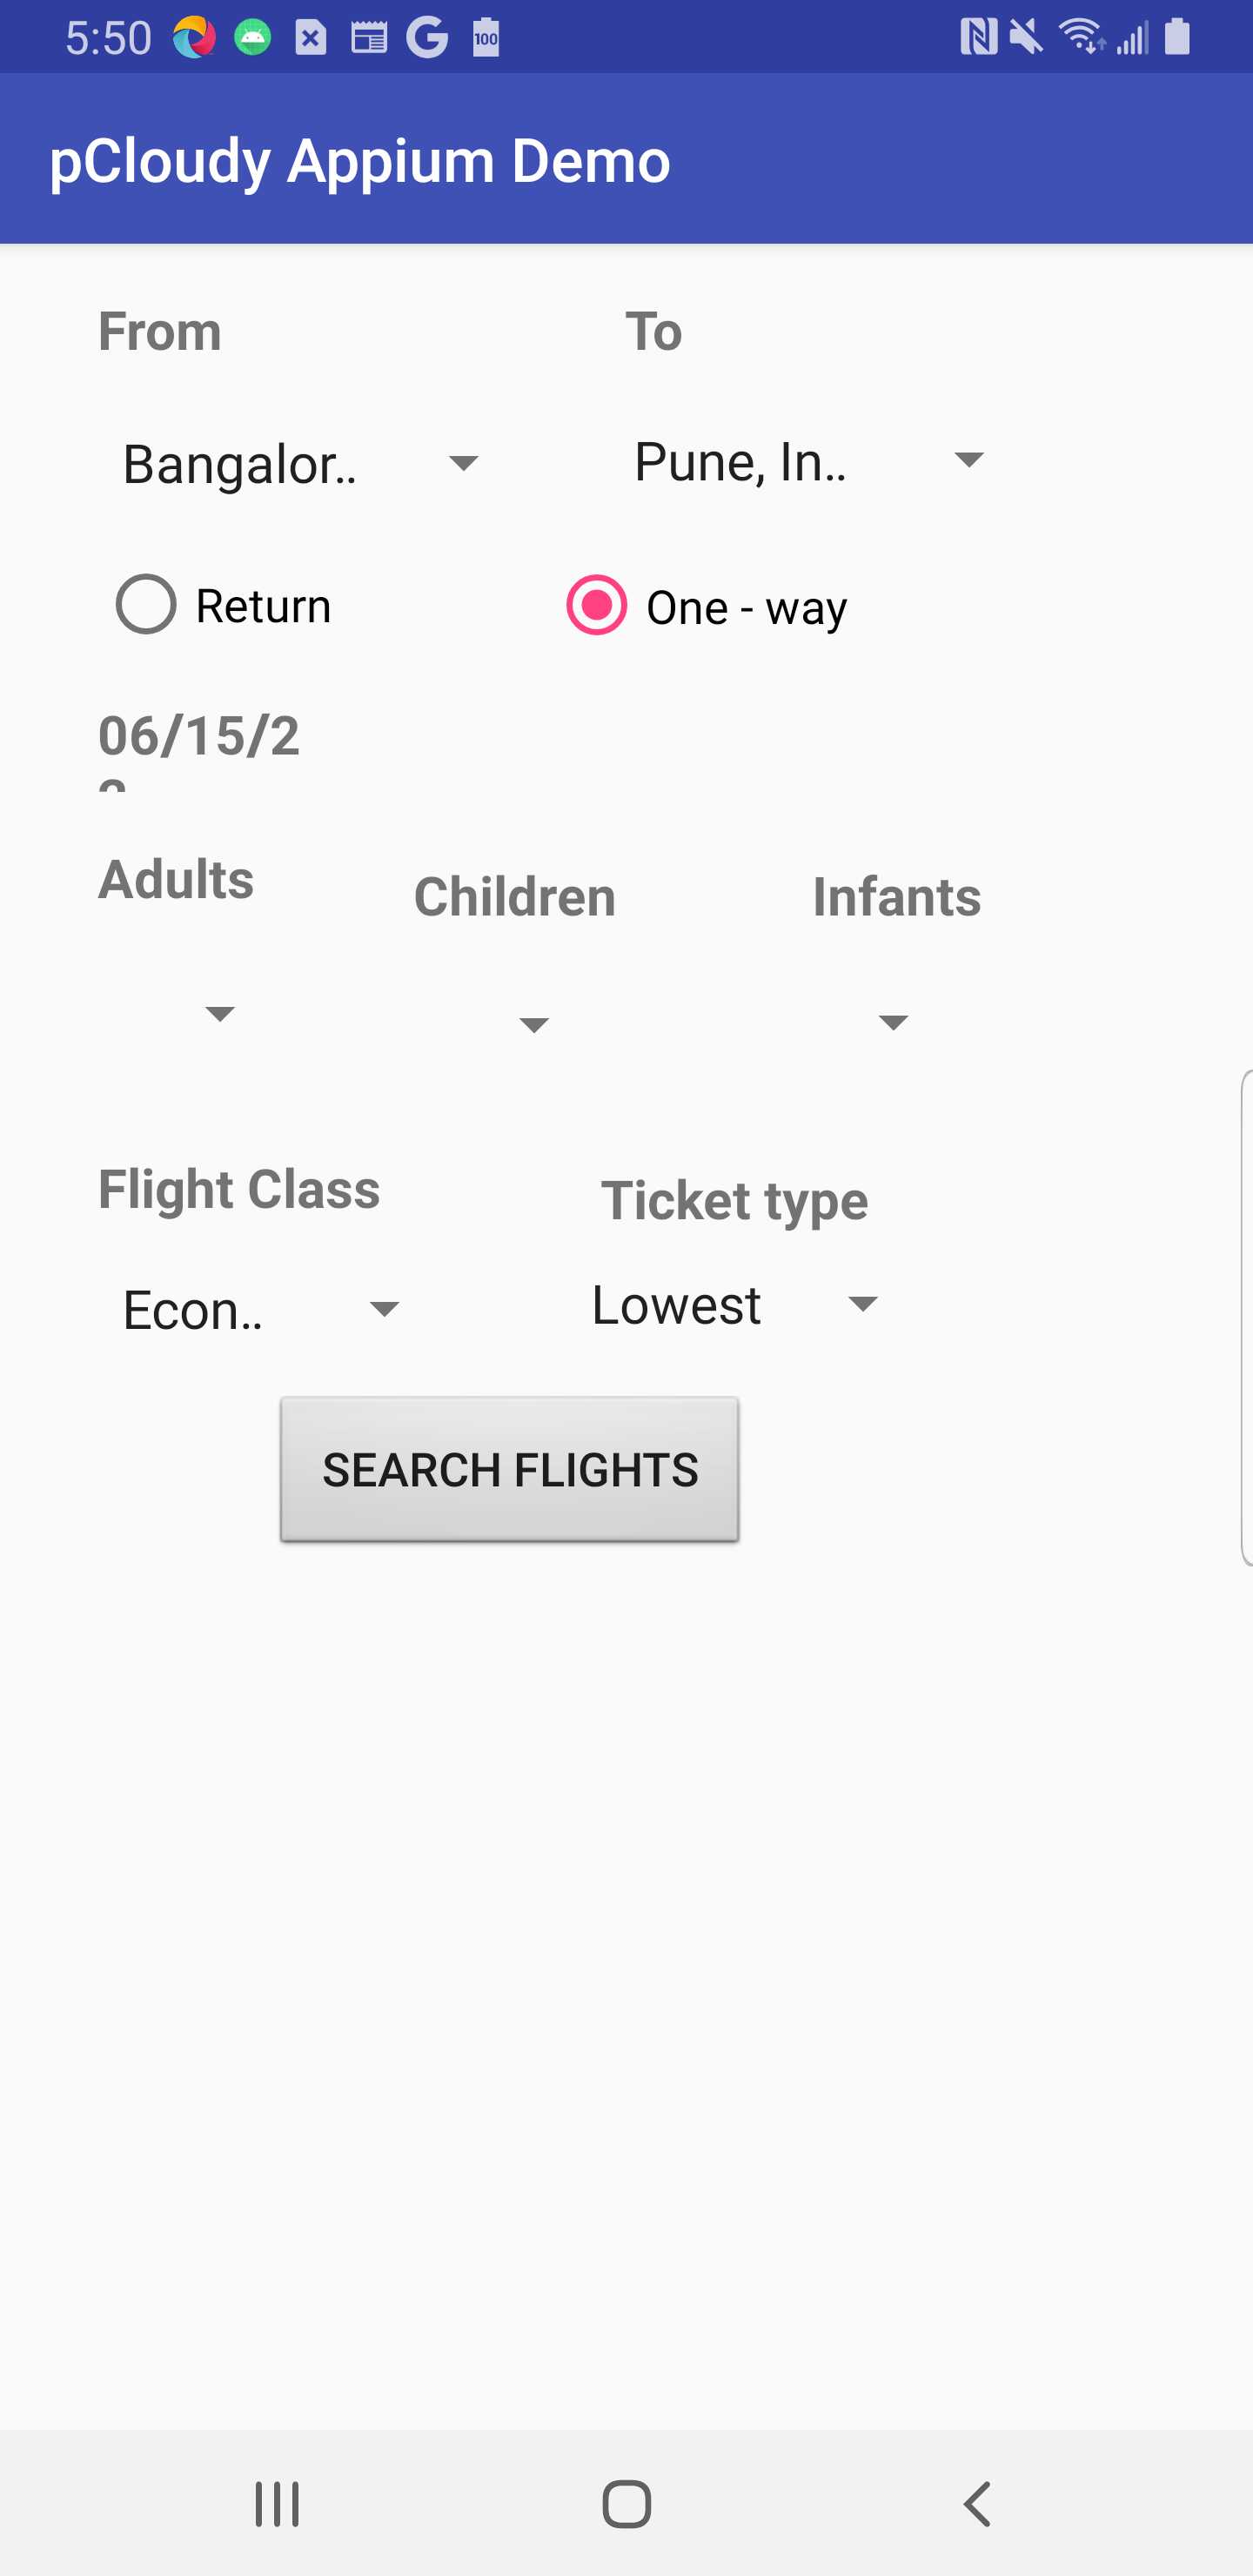 5:50
100
pCloudy Appium Demo
From To
Bangalor.. Pune, In..
Return One - way
06/15/2
Adults Children Infants
Flight Class Ticket type
Econ.. Lowest
SEARCH FLIGHTS